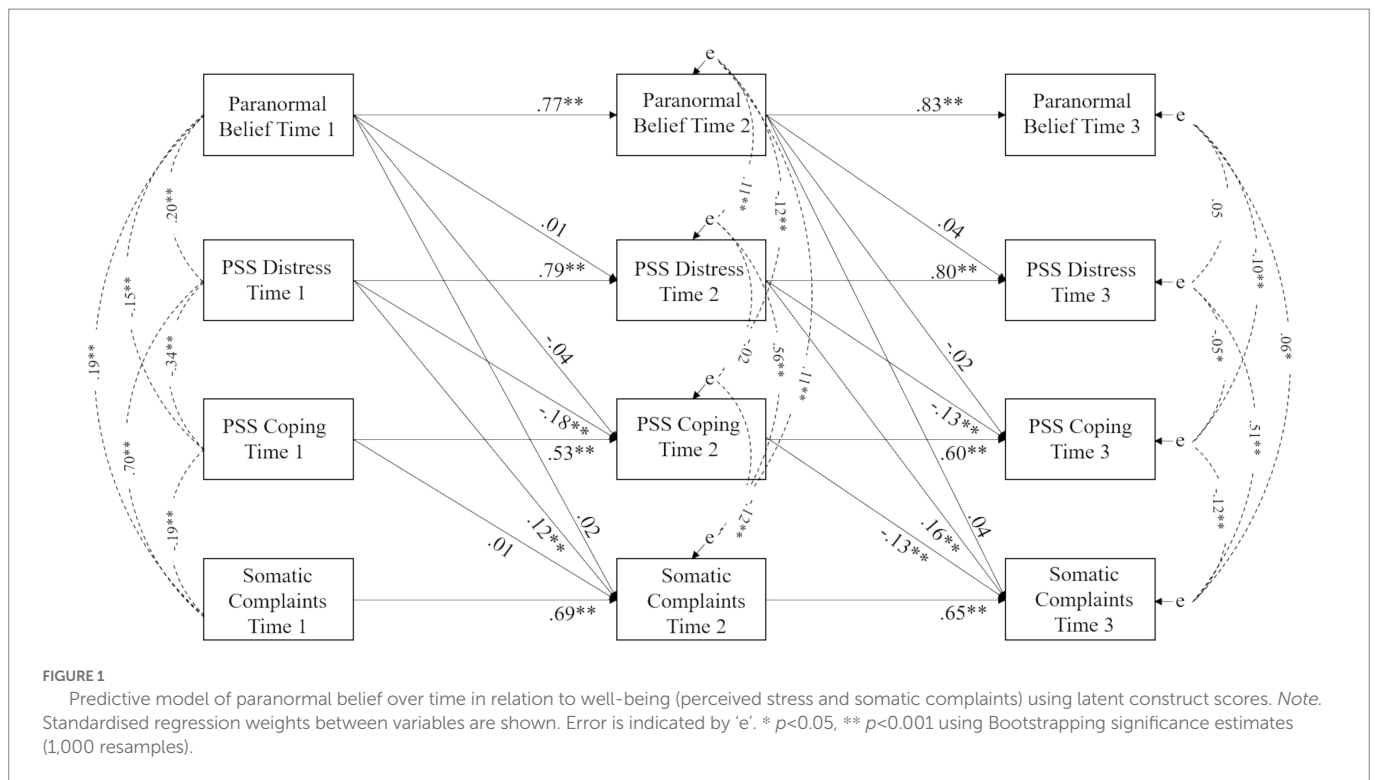 e
Paranormal
Belief Time 1
.77**
Paranormal
Belief Time 2
.83**
Paranormal
Belief Time 3
e
.20**
.11**
-.12**
.05
.01
e
.04
PSS Distress
Time 1
.79**
PSS Distress
Time 2
.80**
PSS Distress
Time 3
e
-.10**
-.15**
.19**
-.34**
-.04
.02
.56**
.11**
-.02
-.05*
.06*
e
PSS Coping
Time 1
-.18**
.53**
PSS Coping
Time 2
-.13**
.60**
PSS Coping
Time 3
e
.70**
-.19**
.01
.12**
.02
-.12**
-.13**
.16**
.04
.51**
-.12**
e
Somatic
Complaints
Time 1
.69**
Somatic
Complaints
Time 2
.65**
Somatic
Complaints
Time 3
e
FIGURE 1
Predictive model of paranormal belief over time in relation to well-being (perceived stress and somatic complaints) using latent construct scores. Note.
Standardised regression weights between variables are shown. Error is indicated by ‘e’. * p<0.05, ** p<0.001 using Bootstrapping significance estimates
(1,000 resamples).